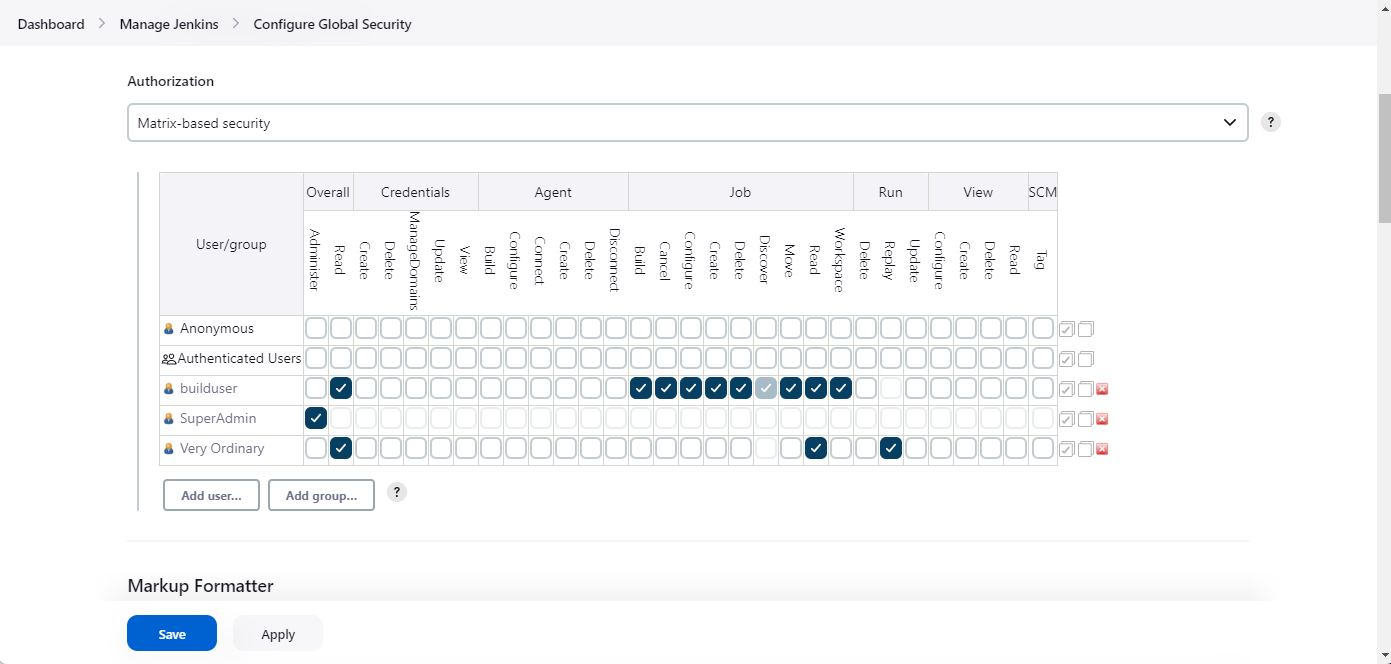 Dashboard > Manage Jenkins > Configure Global Security
Authorization
Matrix-based security
?
User/group Overall Credentials Agent Job Run View SCM
Administer Read Create Delete ManageDomains Update View Build Configure Connect Create Delete Disconnect Build Cancel Configure Create Delete Discover Move Read Workspace Delete Replay Update Configure Create Delete Read Tag
Anonymous
Authenticated Users
builduser
SuperAdmin
Very Ordinary
Add user... Add group... ?
Markup Formatter
Save Apply